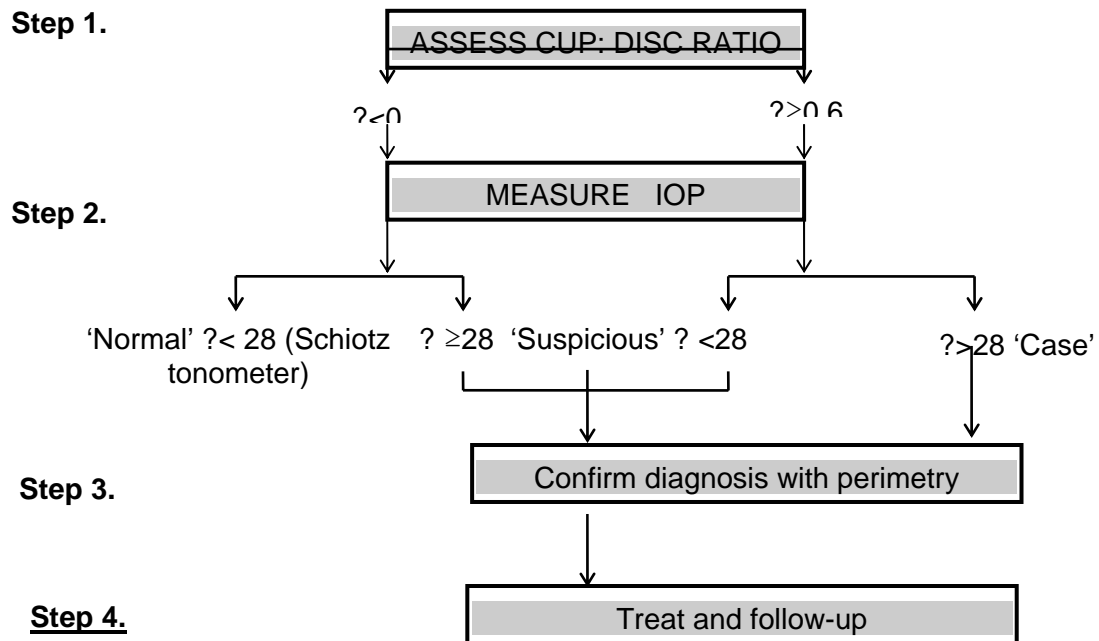 Step 1.
ASSESS CUP: DISC RATIO
?<0
?≥0.6
MEASURE IOP
Step 2.
‘Normal’ ?< 28 (Schiotz
tonometer)
? ≥28 ‘Suspicious’ ? <28
?>28 ‘Case’
Confirm diagnosis with perimetry
Step 3.
Step 4.
Treat and follow-up